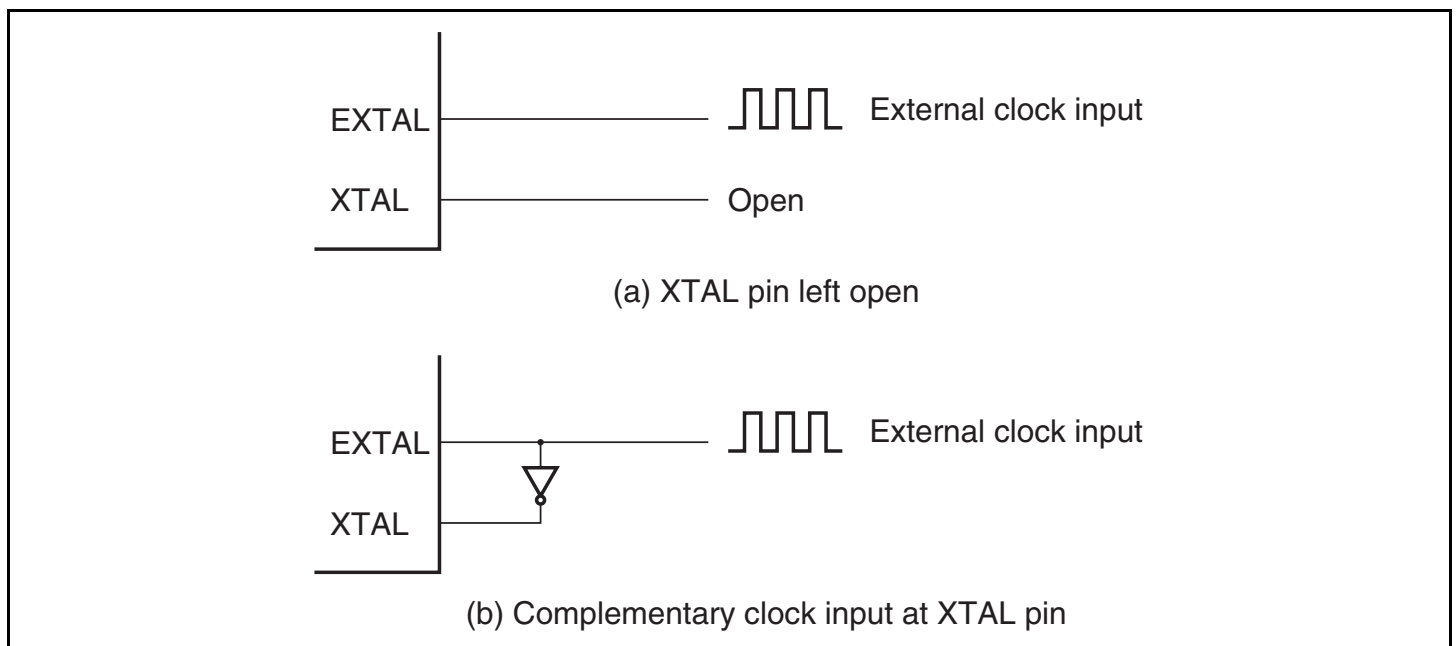 EXTAL
External clock input
XTAL
Open
(a) XTAL pin left open
EXTAL
External clock input
XTAL
(b) Complementary clock input at XTAL pin